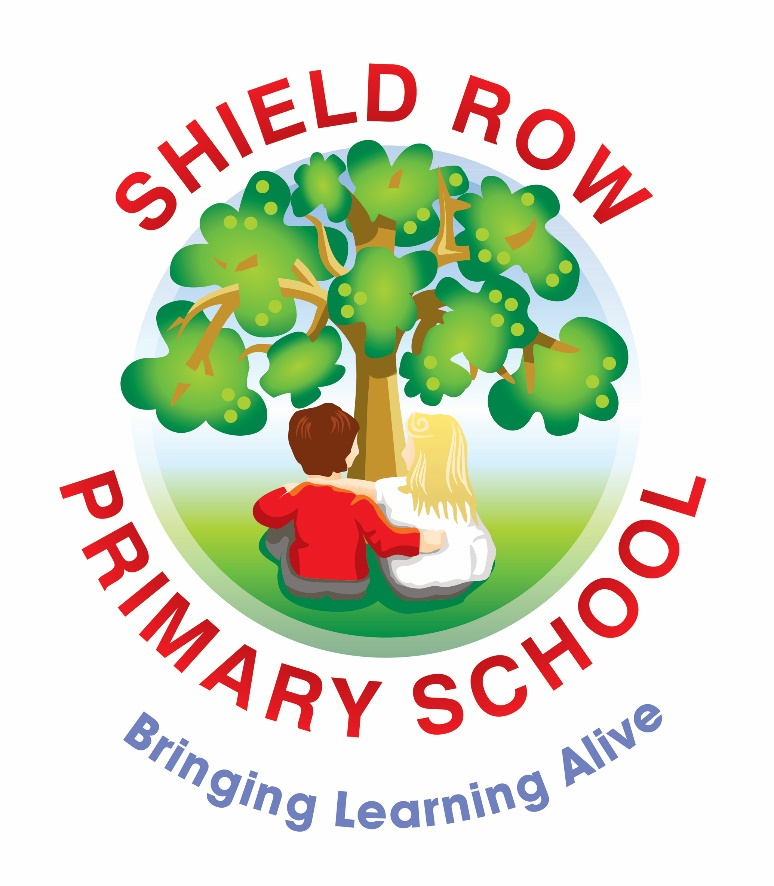 SHIELD ROW
PRIMARY SCHOOL
Bringing Learning Alive